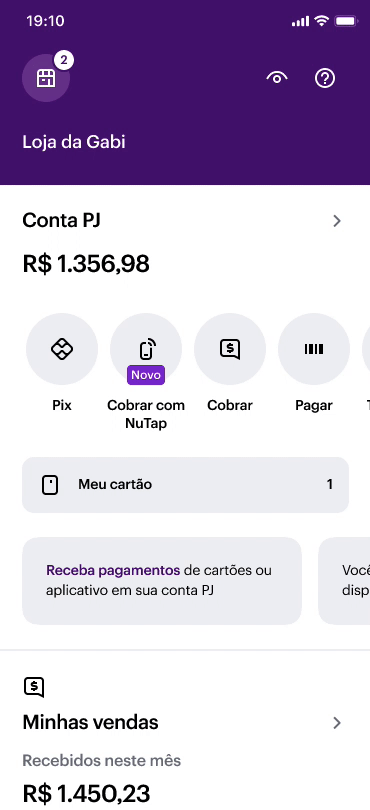 19:10
2
Loja da Gabi
Conta PJ
R$ 1.356,98
Novo
Pix
Cobrar com
NuTap
Cobrar
Pagar
Meu cartão
1
Receba pagamentos de cartões ou
aplicativo em sua conta PJ
Você
disp
Minhas vendas
Recebidos neste mês
R$ 1.450,23